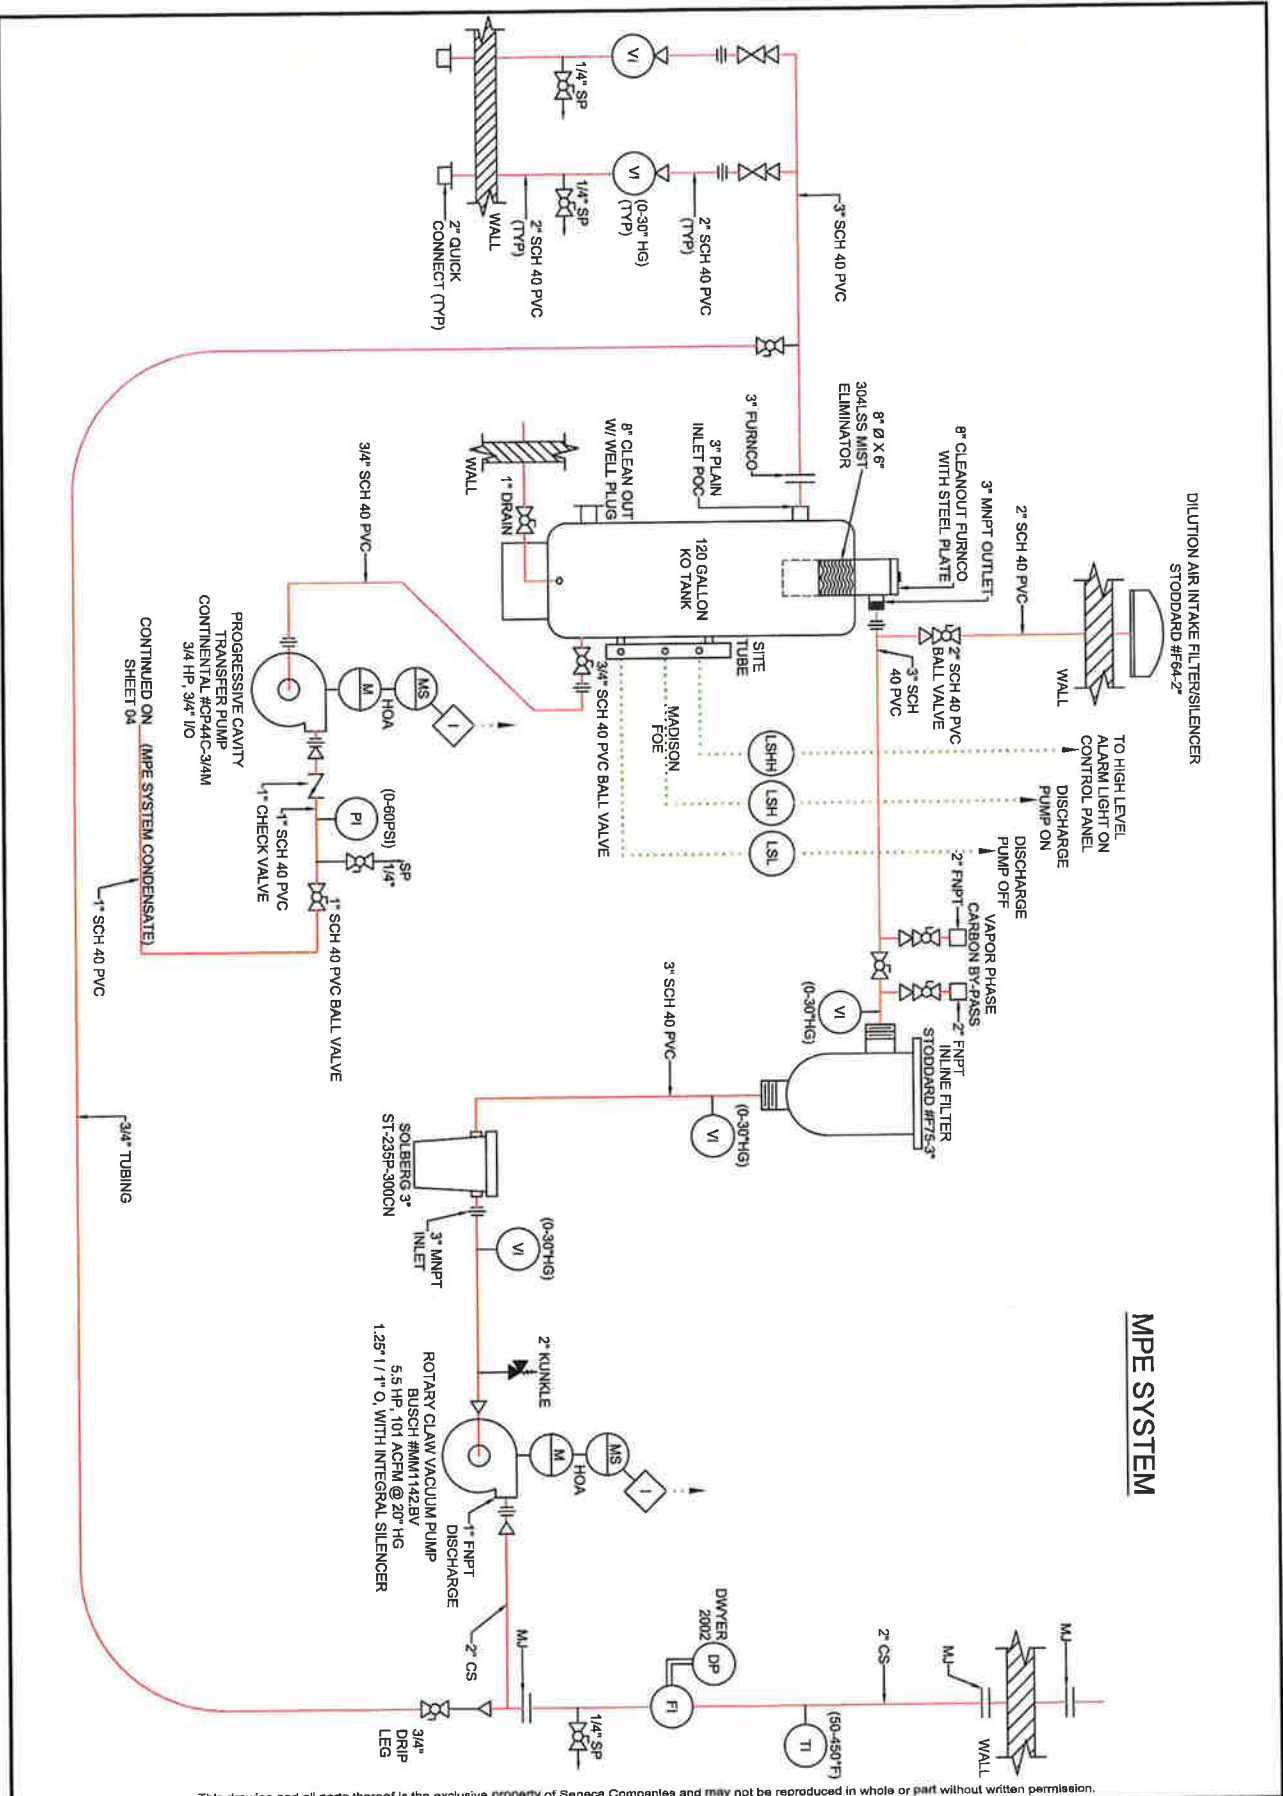 MPE SYSTEM
DILUTION AIR INTAKE FILTER/SILENCER
STODDARD #F64-2"
WALL
2" SCH 40 PVC
3" MNPT OUTLET
8" CLEANOUT FURNCO
WITH STEEL PLATE
8" Ø X 6"
304LSS MIST
ELIMINATOR
3" PLAIN
INLET POC
3" FURNCO
2" SCH 40 PVC
BALL VALVE
3" SCH
40 PVC
3" SCH 40 PVC
VI
VI
(0-30" HG)
(TYP)
2" SCH 40 PVC
(TYP)
1/4" SP
1/4" SP
2" SCH 40 PVC
(TYP)
WALL
2" QUICK
CONNECT (TYP)
120 GALLON
KO TANK
8" CLEAN OUT
W/ WELL PLUG
1" DRAIN
WALL
SITE
TUBE
MADISON
FOE
LSHH
LSH
LSL
TO HIGH LEVEL
ALARM LIGHT ON
CONTROL PANEL
DISCHARGE
PUMP ON
DISCHARGE
PUMP OFF
3/4" SCH 40 PVC BALL VALVE
3/4" SCH 40 PVC
MS
M
HOA
I
PROGRESSIVE CAVITY
TRANSFER PUMP
CONTINENTAL #CP44C-3/4M
3/4 HP, 3/4" I/O
(0-60PSI)
PI
SP
1/4"
1" CHECK VALVE
1" SCH 40 PVC
1" SCH 40 PVC BALL VALVE
CONTINUED ON
SHEET 04
(MPE SYSTEM CONDENSATE)
1" SCH 40 PVC
2" FNPT
VAPOR PHASE
CARBON BY-PASS
2" FNPT
INLINE FILTER
STODDARD #F75-3"
VI
(0-30"HG)
3" SCH 40 PVC
VI
(0-30"HG)
SOLBERG 3"
ST-235P-300CN
3" MNPT
INLET
VI
(0-30"HG)
2" KUNKLE
MS
M
HOA
I
ROTARY CLAW VACUUM PUMP
BUSCH #MM1142.BV
5.5 HP, 101 ACFM @ 20" HG
1.25" I / 1" O, WITH INTEGRAL SILENCER
1" FNPT
DISCHARGE
2" CS
MJ
DWYER
2002
DP
FI
1/4" SP
2" CS
TI
(50-450°F)
MJ
WALL
MJ
3/4"
DRIP
LEG
3/4" TUBING
This drawing and all parts thereof is the exclusive property of Seneca Companies and may not be reproduced in whole or part without written permission.